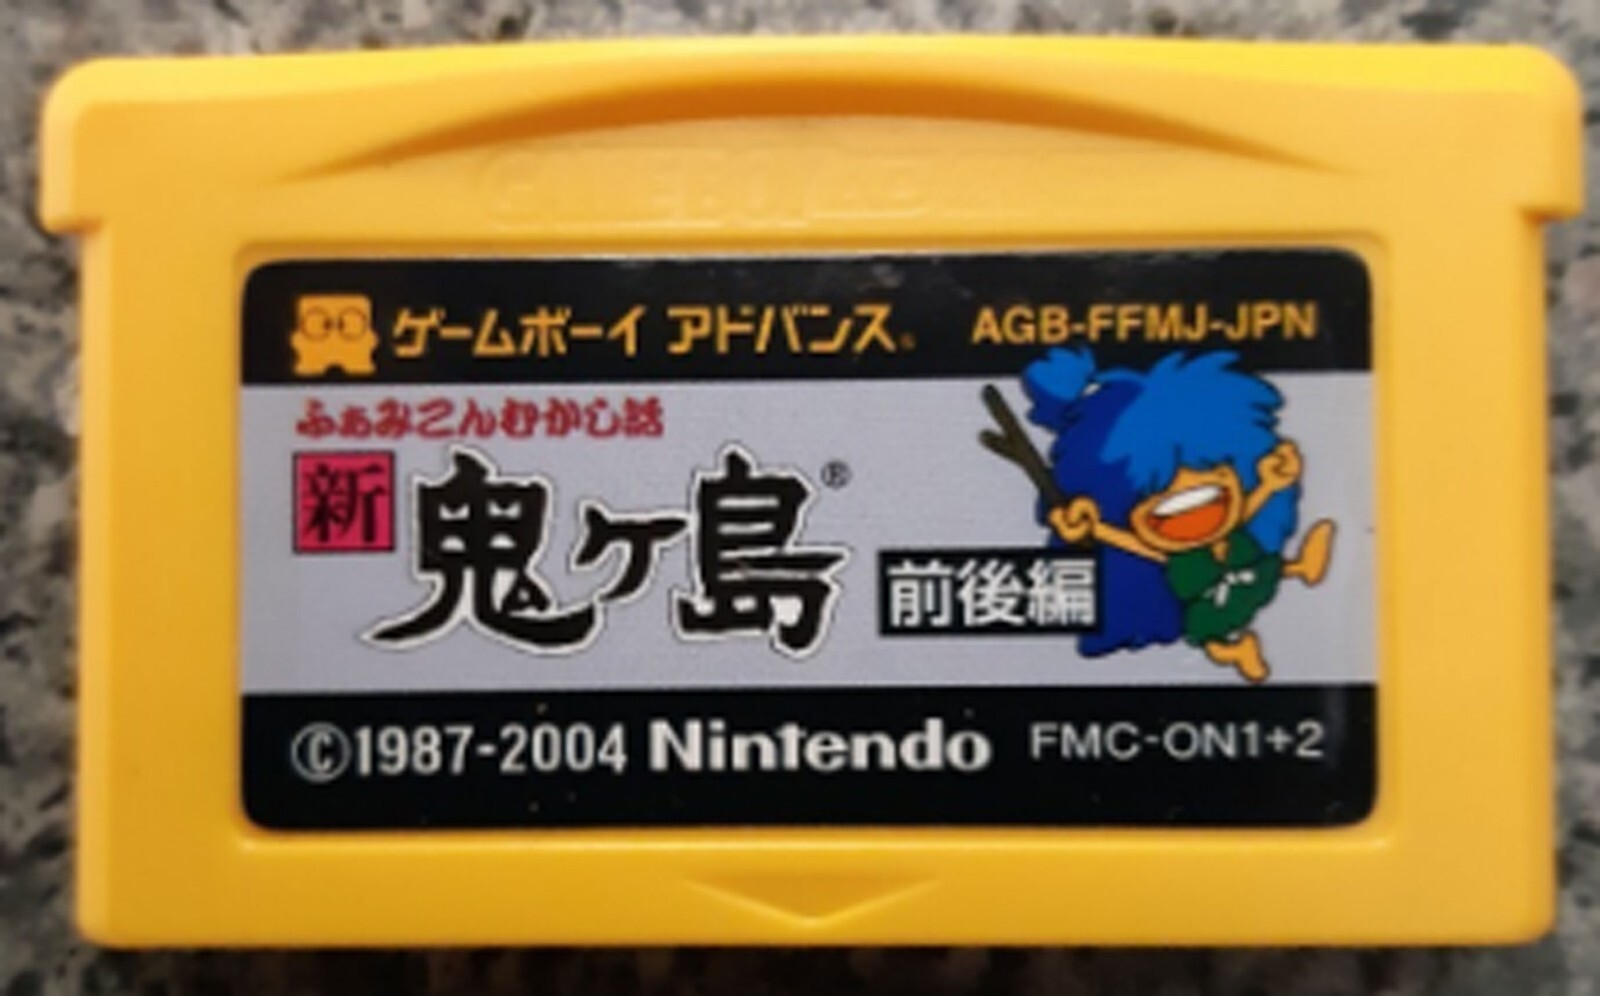 ゲームボーイ アドバンス® AGB-FFMJ-JPN
ふぁみこんむかし話
新 鬼ヶ島®
前後編
©1987-2004 Nintendo FMC-ON1+2